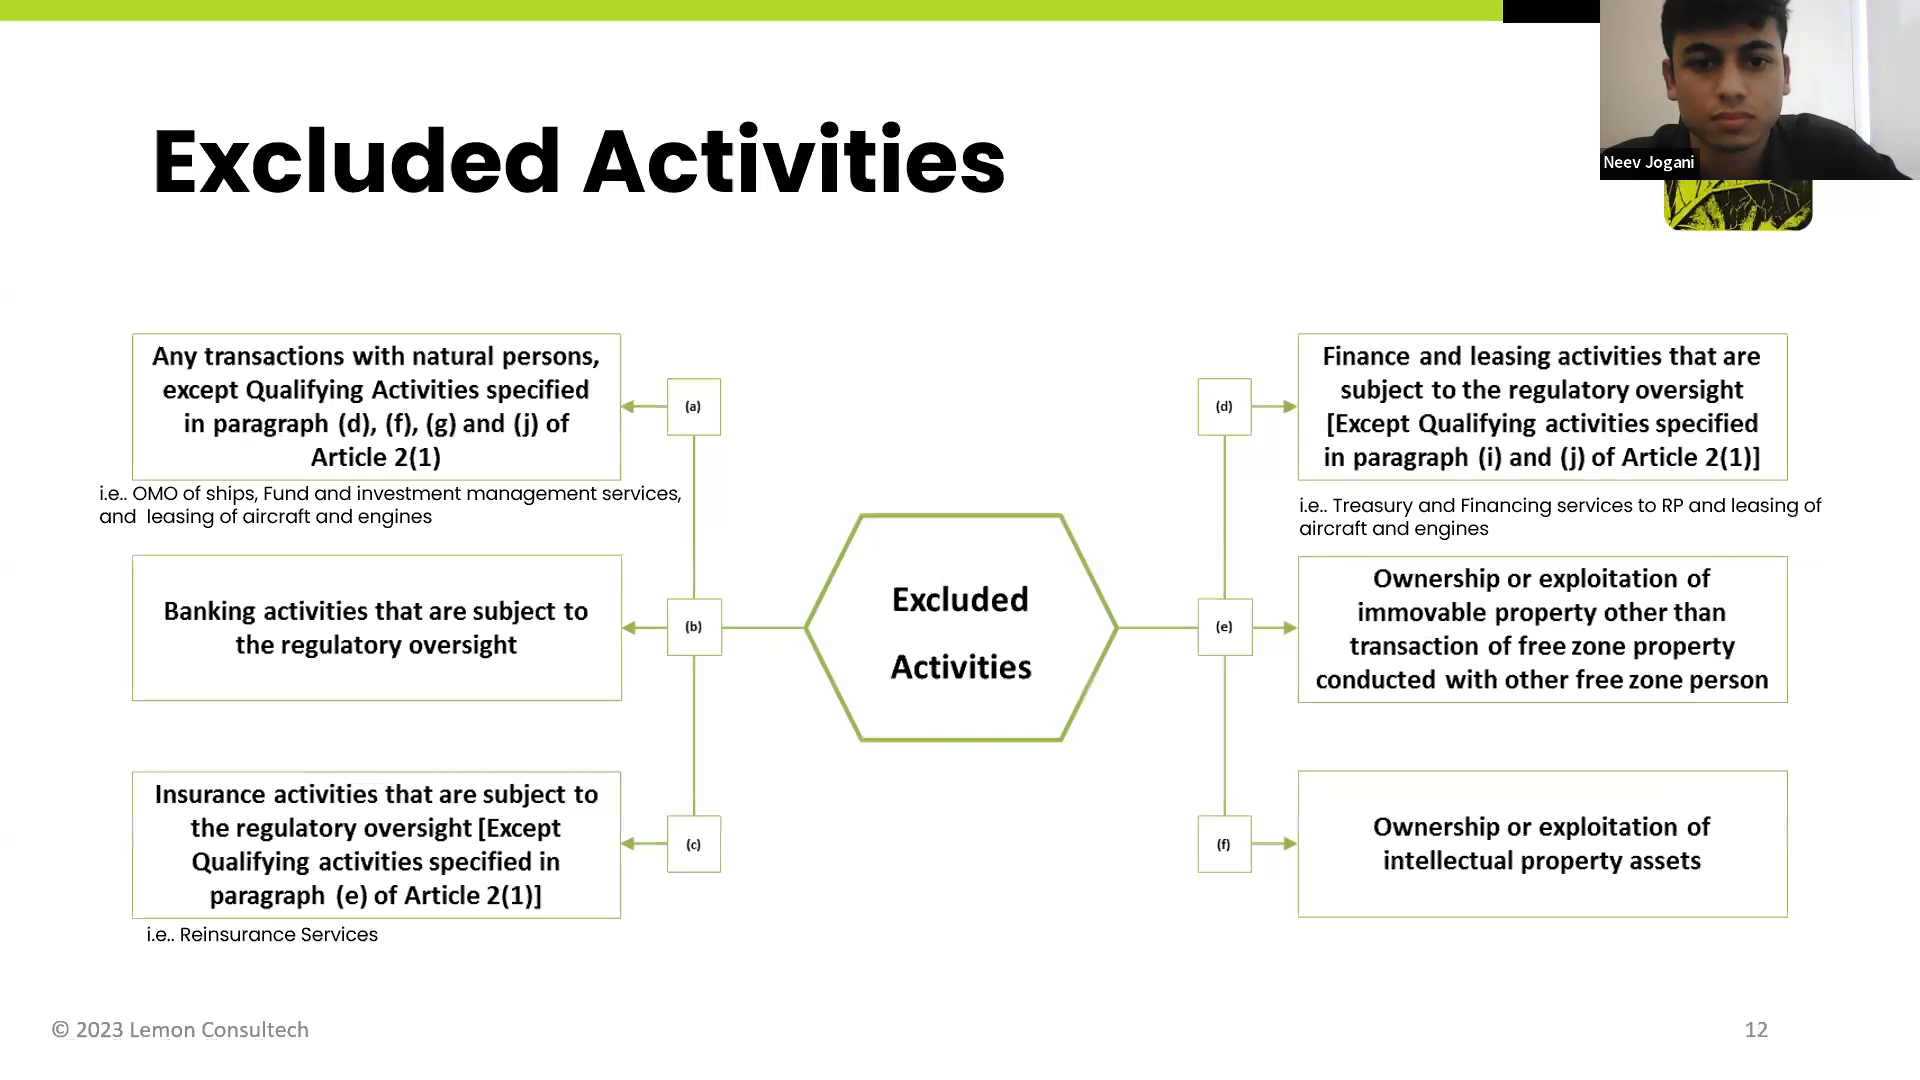 Neev Jogani
Excluded Activities
Any transactions with natural persons,
except Qualifying Activities specified
in paragraph (d), (f), (g) and (j) of
Article 2(1)
(a)
i.e.. OMO of ships, Fund and investment management services,
and leasing of aircraft and engines
Banking activities that are subject to
the regulatory oversight
(b)
Insurance activities that are subject to
the regulatory oversight [Except
Qualifying activities specified in
paragraph (e) of Article 2(1)]
(c)
i.e.. Reinsurance Services
Excluded
Activities
(d)
Finance and leasing activities that are
subject to the regulatory oversight
[Except Qualifying activities specified
in paragraph (i) and (j) of Article 2(1)]
i.e.. Treasury and Financing services to RP and leasing of
aircraft and engines
(e)
Ownership or exploitation of
immovable property other than
transaction of free zone property
conducted with other free zone person
(f)
Ownership or exploitation of
intellectual property assets
© 2023 Lemon Consultech
12